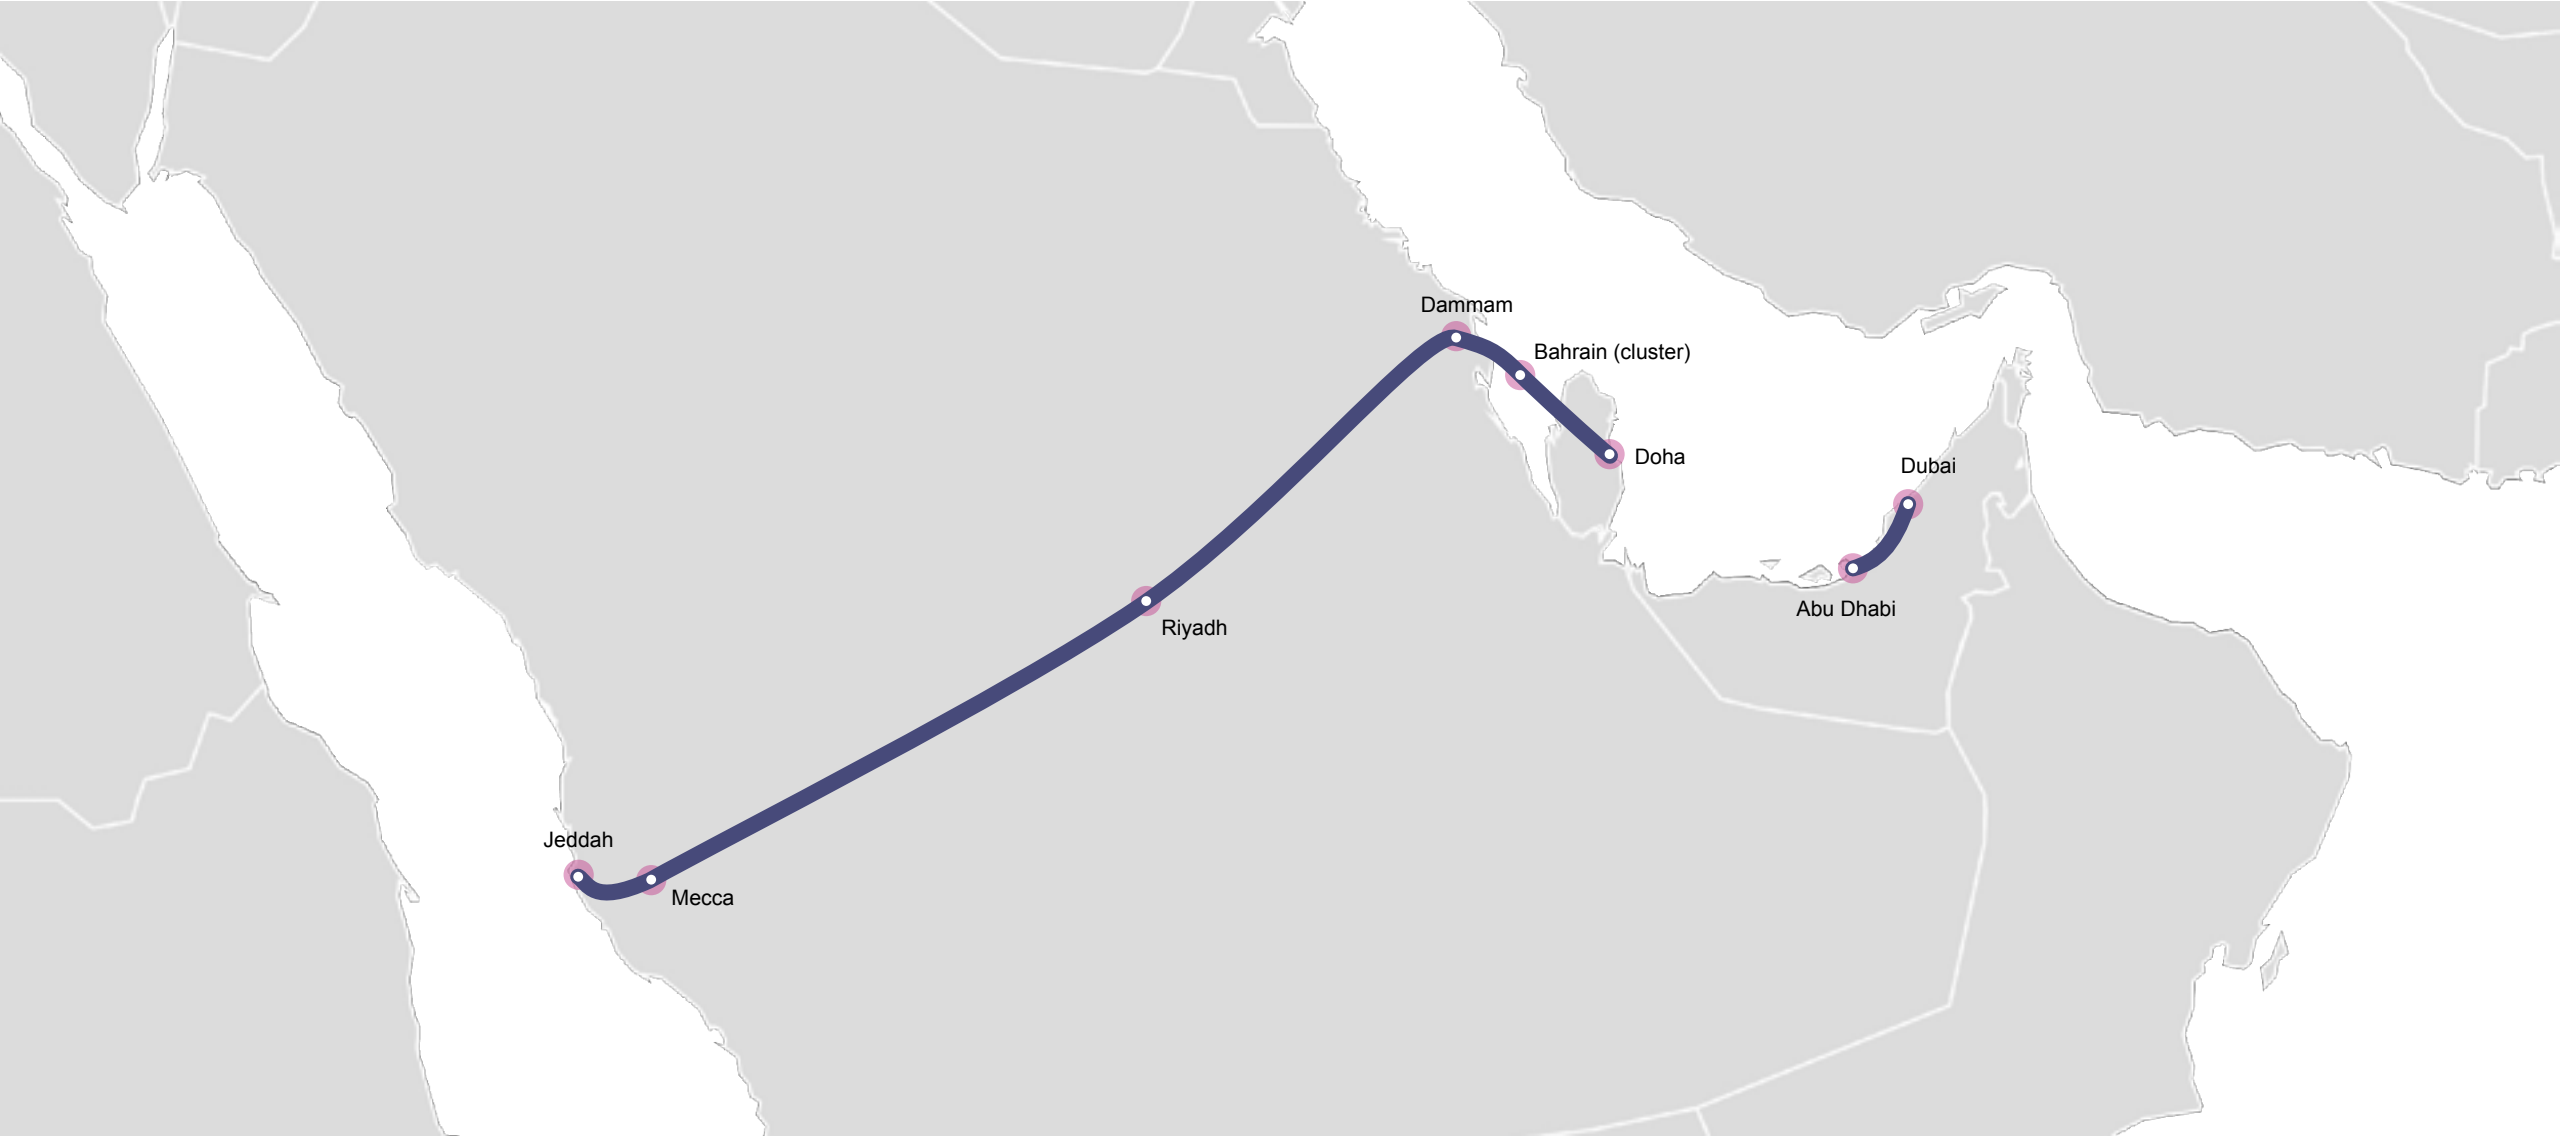 Dammam
Bahrain (cluster)
Doha
Dubai
Abu Dhabi
Riyadh
Jeddah
Mecca